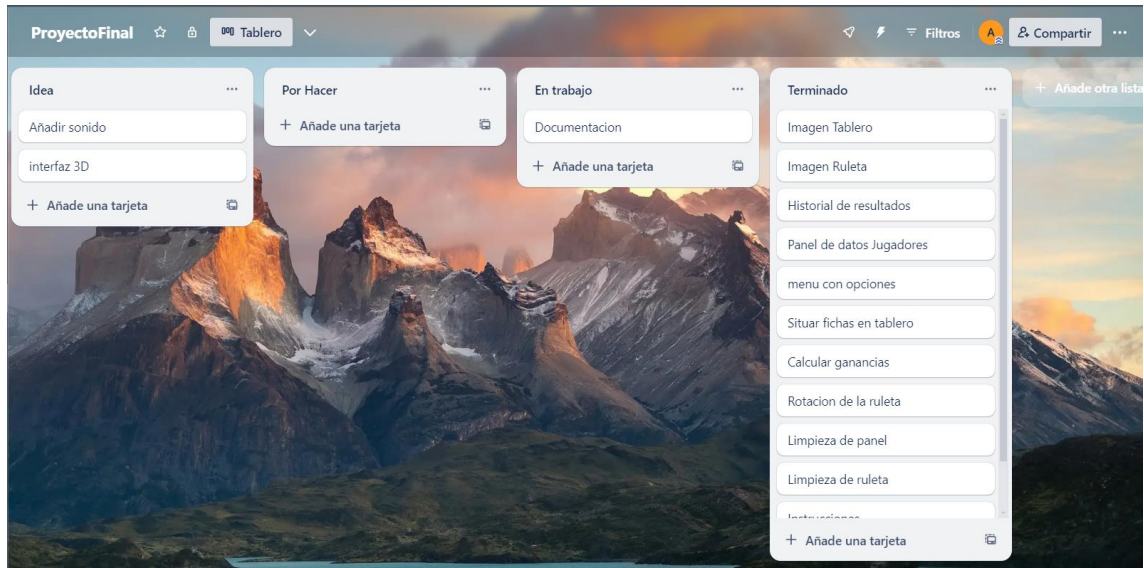 ProyectoFinal
Tablero
Filtros
A
Compartir
Idea
Añadir sonido
interfaz 3D
+ Añade una tarjeta
Por Hacer
+ Añade una tarjeta
En trabajo
Documentacion
+ Añade una tarjeta
Terminado
Imagen Tablero
Imagen Ruleta
Historial de resultados
Panel de datos Jugadores
menu con opciones
Situar fichas en tablero
Calcular ganancias
Rotacion de la ruleta
Limpieza de panel
Limpieza de ruleta
Instrucciones
+ Añade una tarjeta
+ Añade otra lista